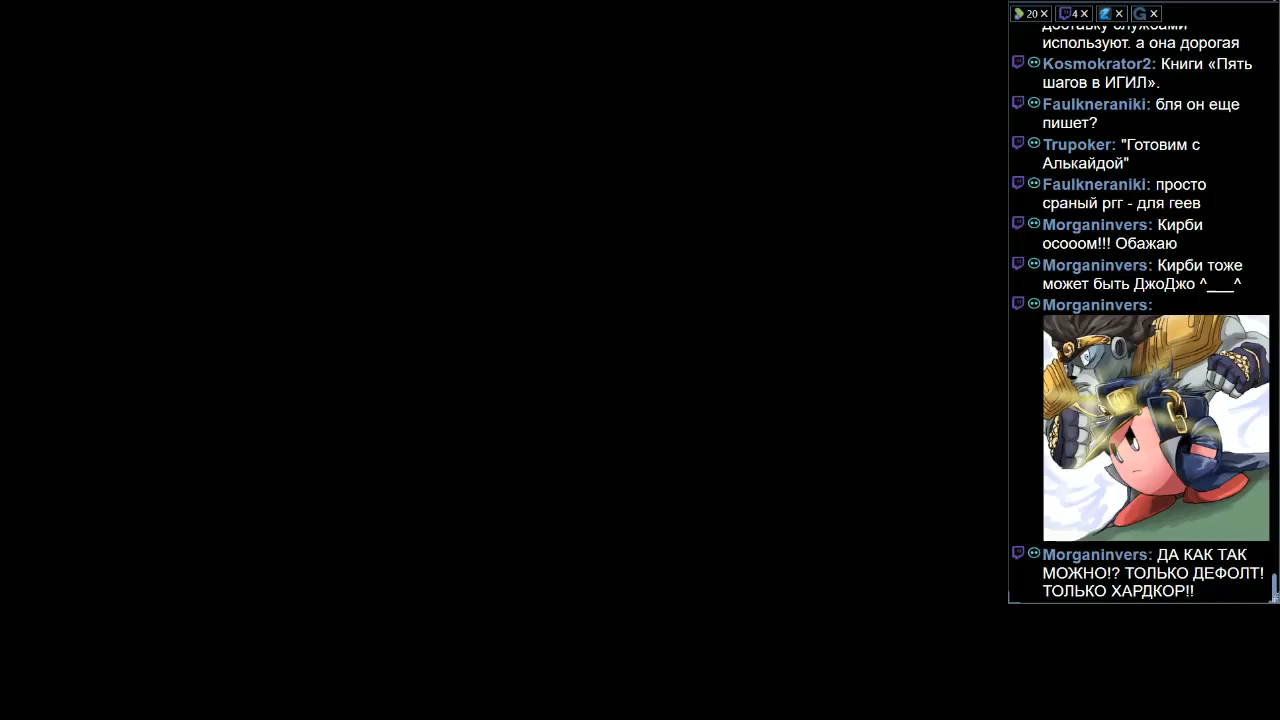 20 × 4 × × ×
доставку службами
используют. а она дорогая
Kosmokrator2: Книги «Пять
шагов в ИГИЛ».
Faulkneraniki: бля он еще
пишет?
Trupoker: "Готовим с
Алькайдой"
Faulkneraniki: просто
сраный ргг - для геев
Morganinvers: Кирби
осооом!!! Обажаю
Morganinvers: Кирби тоже
может быть ДжоДжо ^___^
Morganinvers:
Morganinvers: ДА КАК ТАК
МОЖНО!? ТОЛЬКО ДЕФОЛТ!
ТОЛЬКО ХАРДКОР!!